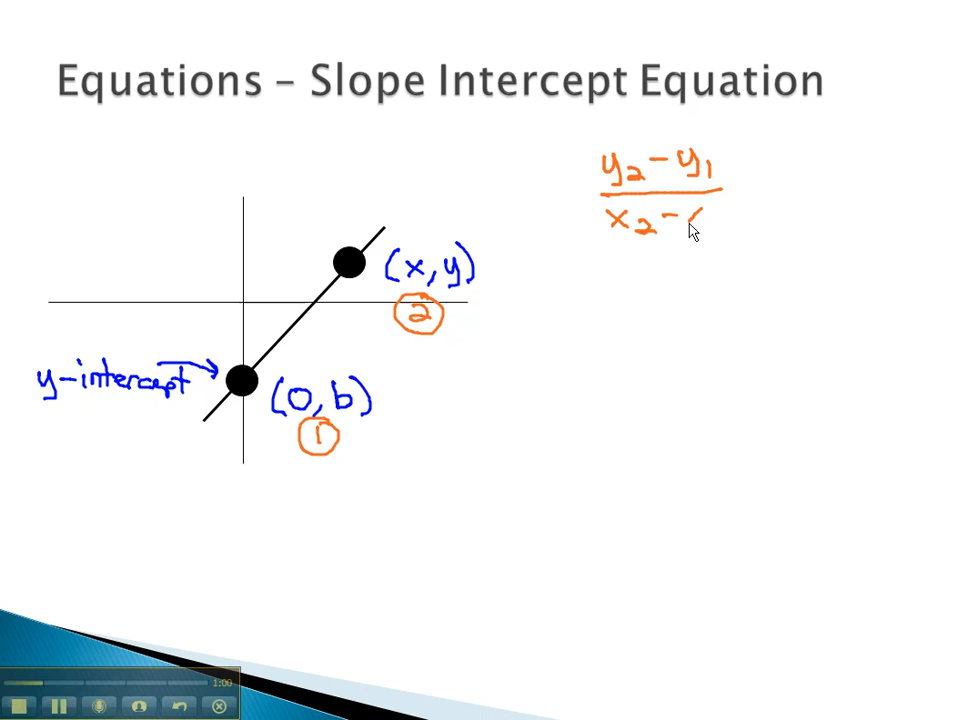 Equations – Slope Intercept Equation
y2 - y1
x2 -
(x, y)
2
y-intercept
(0, b)
1
1:00